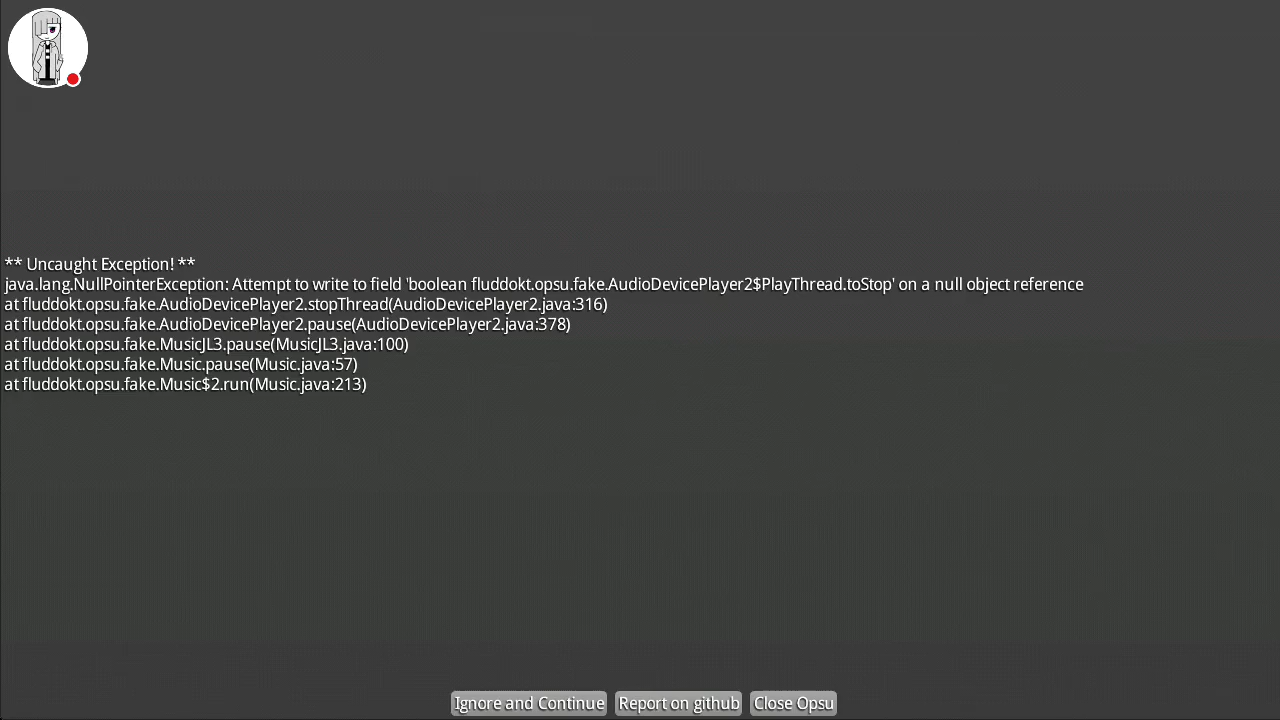 ** Uncaught Exception! **
java.lang.NullPointerException: Attempt to write to field 'boolean fluddokt.opsu.fake.AudioDevicePlayer2$PlayThread.toStop' on a null object reference
at fluddokt.opsu.fake.AudioDevicePlayer2.stopThread(AudioDevicePlayer2.java:316)
at fluddokt.opsu.fake.AudioDevicePlayer2.pause(AudioDevicePlayer2.java:378)
at fluddokt.opsu.fake.MusicJL3.pause(MusicJL3.java:100)
at fluddokt.opsu.fake.Music.pause(Music.java:57)
at fluddokt.opsu.fake.Music$2.run(Music.java:213)
Ignore and Continue Report on github Close Opsu